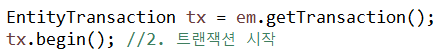 EntityTransaction tx = em.getTransaction();
tx.begin(); //2. 트랜잭션 시작